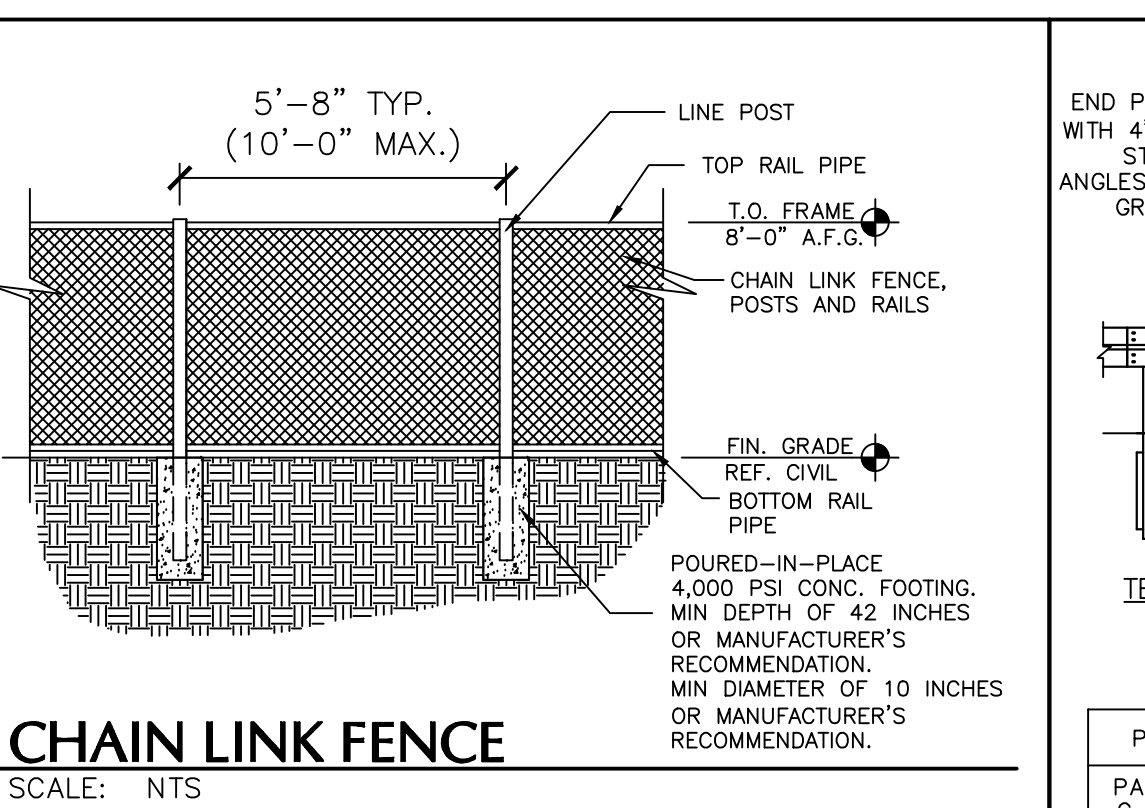 5'-8" TYP.
(10'-0" MAX.)
LINE POST
TOP RAIL PIPE
T.O. FRAME
8'-0" A.F.G.
CHAIN LINK FENCE,
POSTS AND RAILS
FIN. GRADE
REF. CIVIL
BOTTOM RAIL
PIPE
POURED-IN-PLACE
4,000 PSI CONC. FOOTING.
MIN DEPTH OF 42 INCHES
OR MANUFACTURER'S
RECOMMENDATION.
MIN DIAMETER OF 10 INCHES
OR MANUFACTURER'S
RECOMMENDATION.
CHAIN LINK FENCE
SCALE: NTS
END P
WITH 4'
ST
ANGLES
GR
TE
P
PA